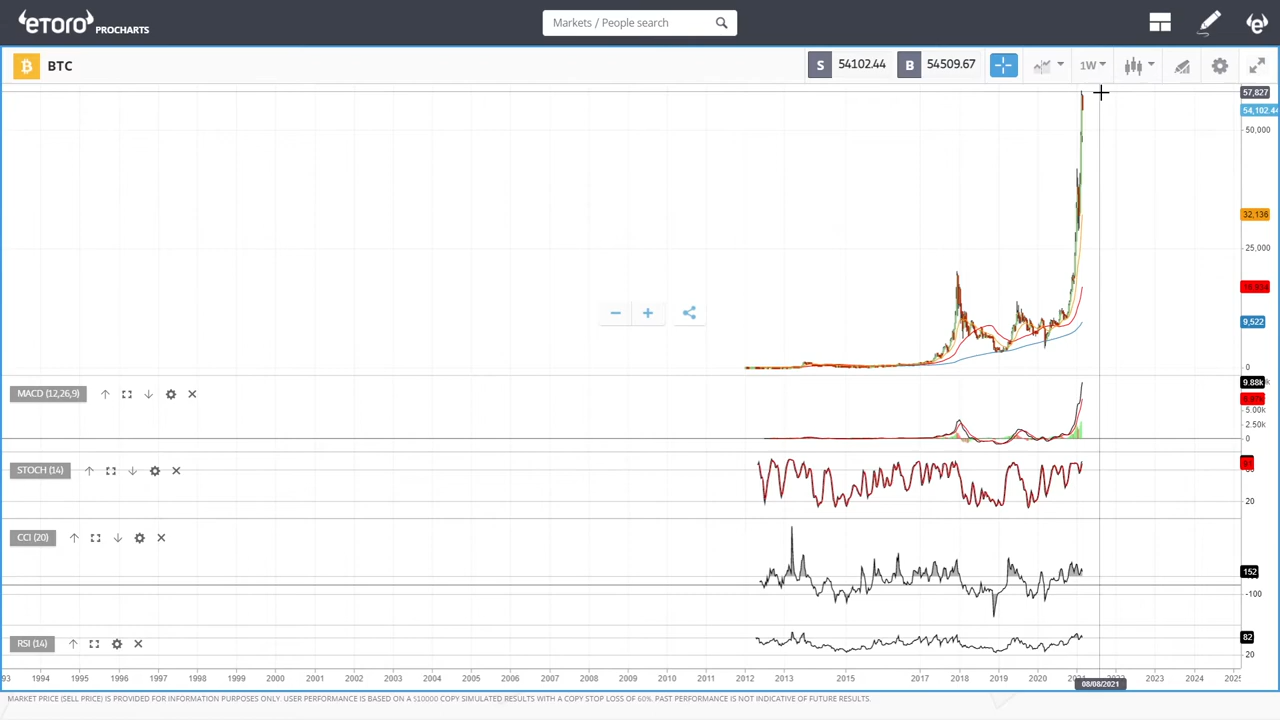 eToro PROCHARTS
Markets / People search
BTC
S 54102.44 B 54509.67 1W
57,827
54,102.44
50,000
32,136
25,000
9,522
0
MACD (12,26,9)
9.88k
5.00k
2.50k
0
STOCH (14)
20
CCI (20)
152
-100
RSI (14)
82
20
93 1994 1995 1996 1997 1998 1999 2000 2001 2002 2003 2004 2005 2006 2007 2008 2009 2010 2011 2012 2013 2015 2017 2018 2019 2020 2021 2022 2023 2024 2025
08/08/2021
MARKET PRICE (SELL PRICE) IS PROVIDED FOR INFORMATION PURPOSES ONLY. USER PERFORMANCE IS BASED ON A $10000 COPY SIMULATED RESULTS WITH A COPY STOP LOSS OF 60%. PAST PERFORMANCE IS NOT INDICATIVE OF FUTURE RESULTS.